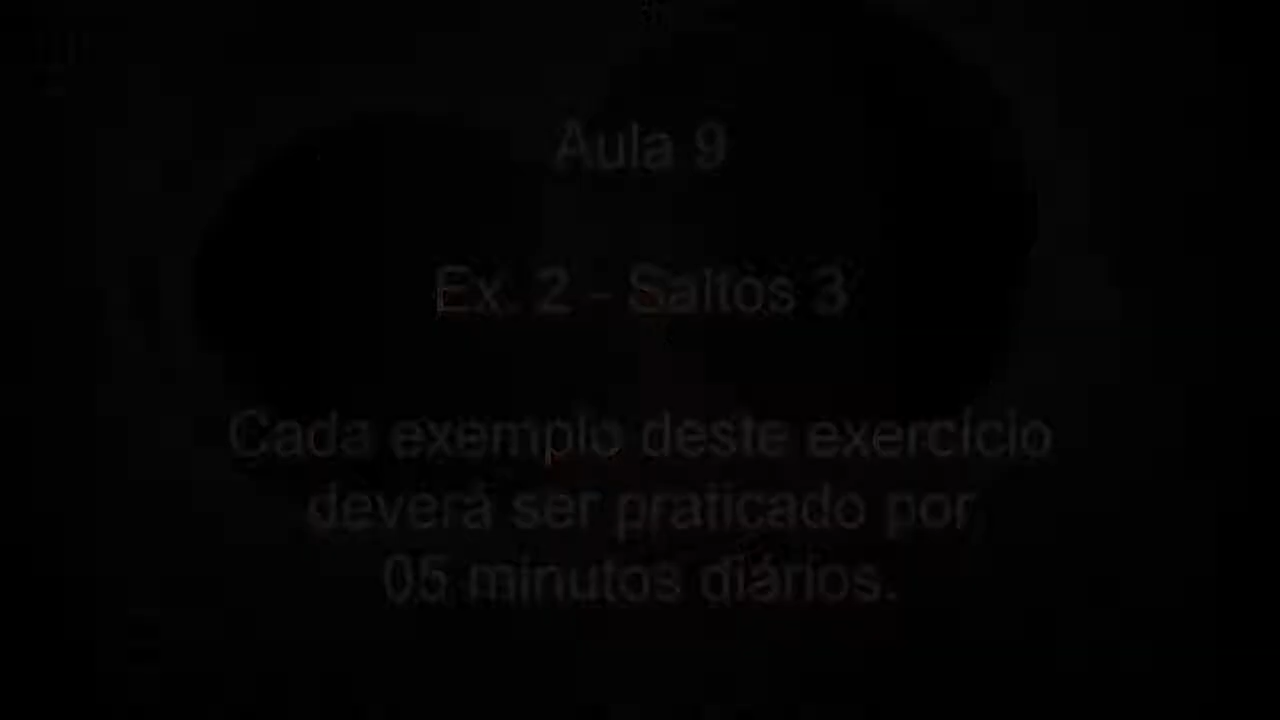 Aula 9
Ex. 2 - Saltos 3
Cada exemplo deste exercício
deverá ser praticado por
05 minutos diários.